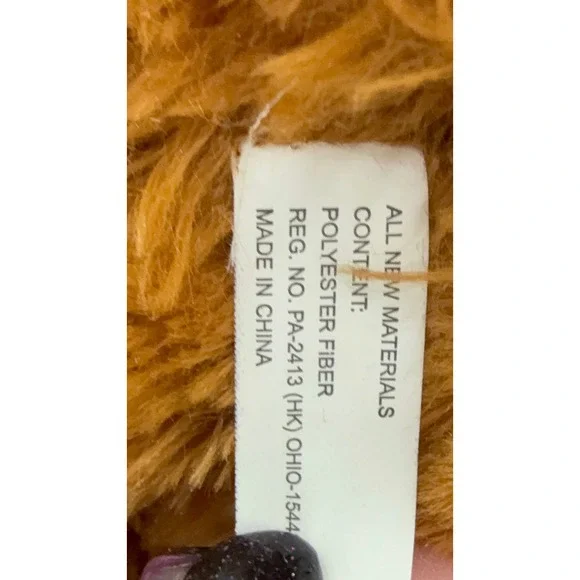 ALL NEW MATERIALS
CONTENT:
POLYESTER FIBER
REG. NO. PA-2413 (HK) OHIO-1544
MADE IN CHINA